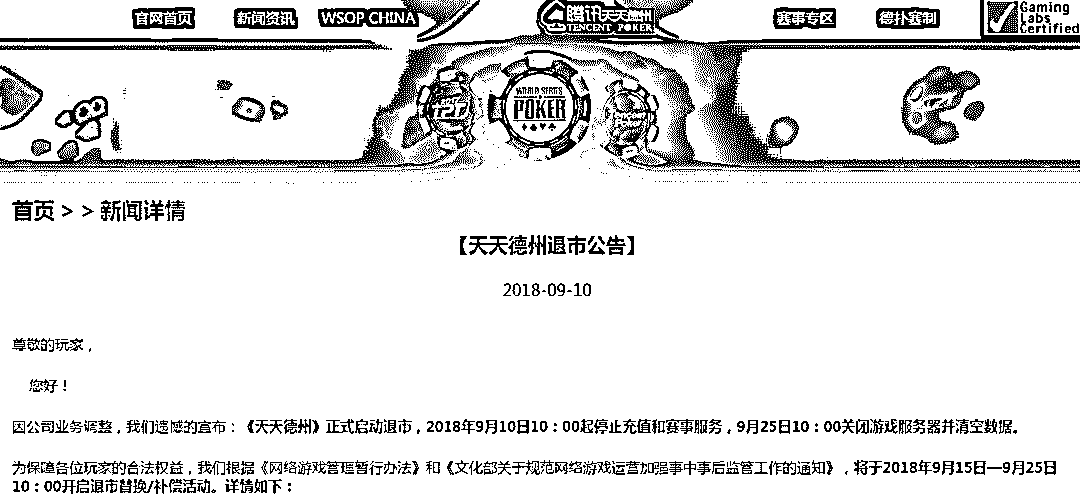 官网首页 新闻资讯 WSOP CHINA 腾讯天天德州 赛事专区 德扑赛制 Gaming
TENCENT POKER Labs
Certified
WORLD SERIES
POKER
首页 > > 新闻详情
【天天德州退市公告】
2018-09-10
尊敬的玩家，
您好！
因公司业务调整，我们遗憾的宣布：《天天德州》正式启动退市，2018年9月10日10：00起停止充值和赛事服务，9月25日10：00关闭游戏服务器并清空数据。
为保障各位玩家的合法权益，我们根据《网络游戏管理暂行办法》和《文化部关于规范网络游戏运营加强事中事后监管工作的通知》，将于2018年9月15日—9月25日
10：00开启退市替换/补偿活动。详情如下：